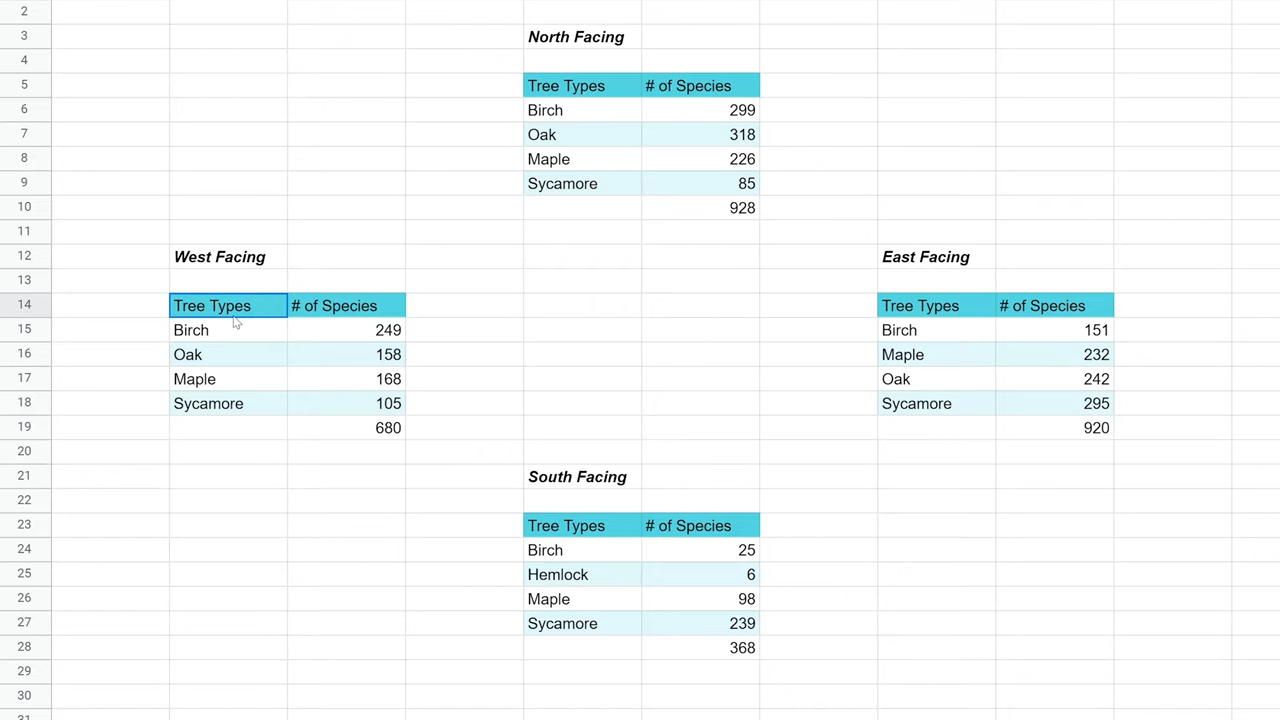 2
3 North Facing
4
5 Tree Types # of Species
6 Birch 299
7 Oak 318
8 Maple 226
9 Sycamore 85
10 928
11
12 West Facing East Facing
13
14 Tree Types # of Species Tree Types # of Species
15 Birch 249 Birch 151
16 Oak 158 Maple 232
17 Maple 168 Oak 242
18 Sycamore 105 Sycamore 295
19 680 920
20
21 South Facing
22
23 Tree Types # of Species
24 Birch 25
25 Hemlock 6
26 Maple 98
27 Sycamore 239
28 368
29
30
31